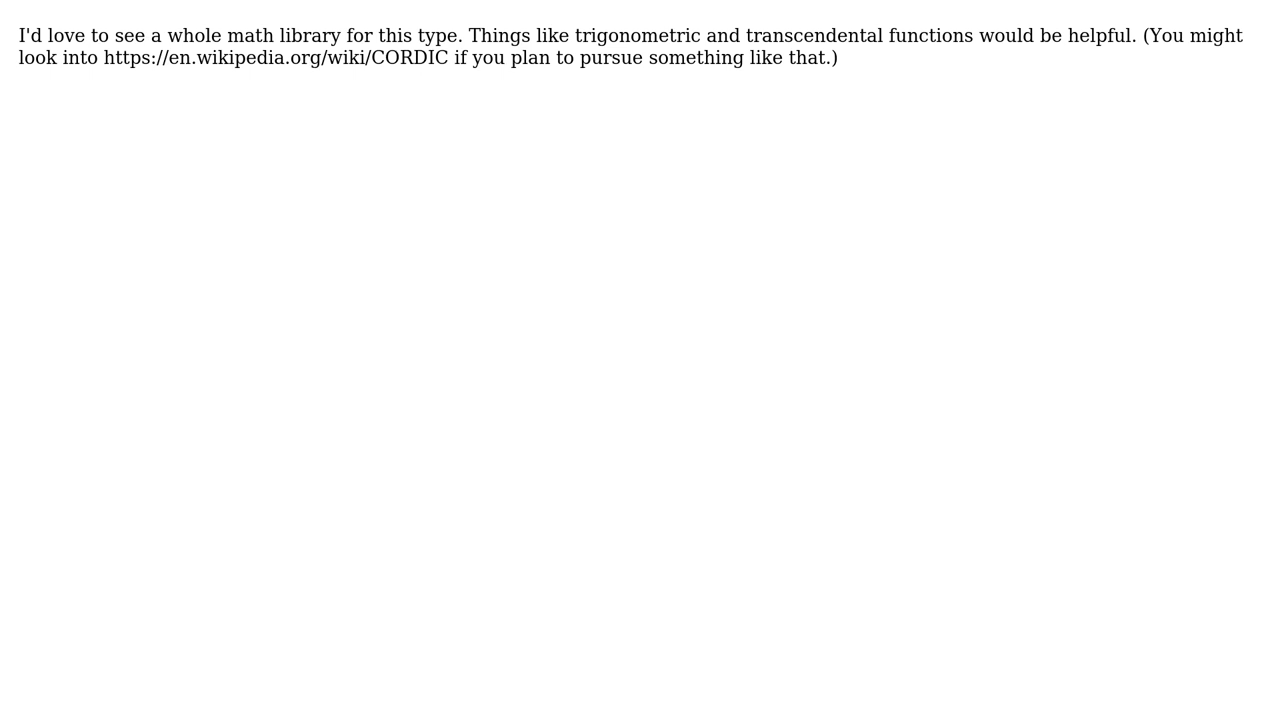 I'd love to see a whole math library for this type. Things like trigonometric and transcendental functions would be helpful. (You might
look into https://en.wikipedia.org/wiki/CORDIC if you plan to pursue something like that.)